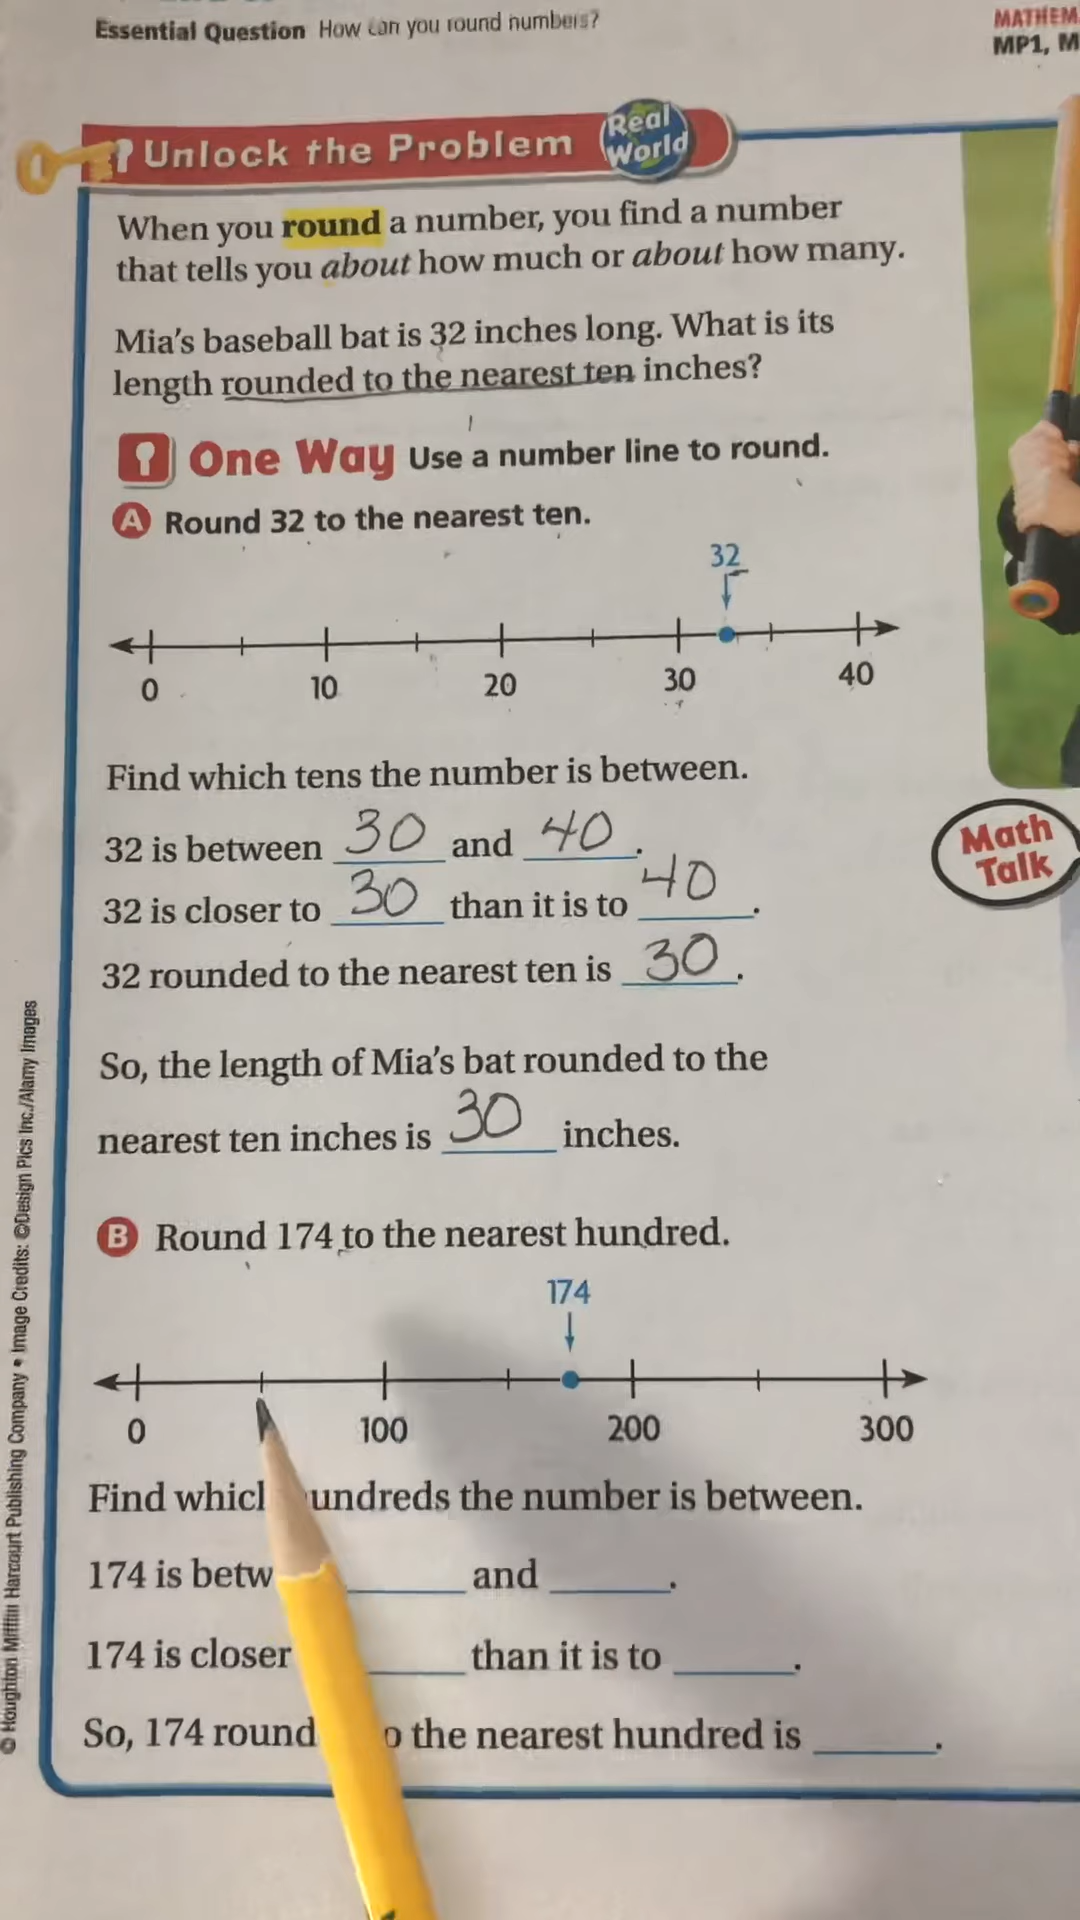 Essential Question How can you round numbers?
MATHEM
MP1, M
Unlock the Problem Real World
When you round a number, you find a number
that tells you about how much or about how many.
Mia's baseball bat is 32 inches long. What is its
length rounded to the nearest ten inches?
One Way Use a number line to round.
A Round 32 to the nearest ten.
32
0 10 20 30 40
Find which tens the number is between.
32 is between 30 and 40.
32 is closer to 30 than it is to 40.
32 rounded to the nearest ten is 30.
So, the length of Mia's bat rounded to the
nearest ten inches is 30 inches.
Math
Talk
B Round 174 to the nearest hundred.
174
0 100 200 300
Find whicl undreds the number is between.
174 is betw ______ and ______.
174 is closer ______ than it is to ______.
So, 174 round o the nearest hundred is ______.
© Houghton Mifflin Harcourt Publishing Company • Image Credits: ©Design Pics Inc./Alamy Images